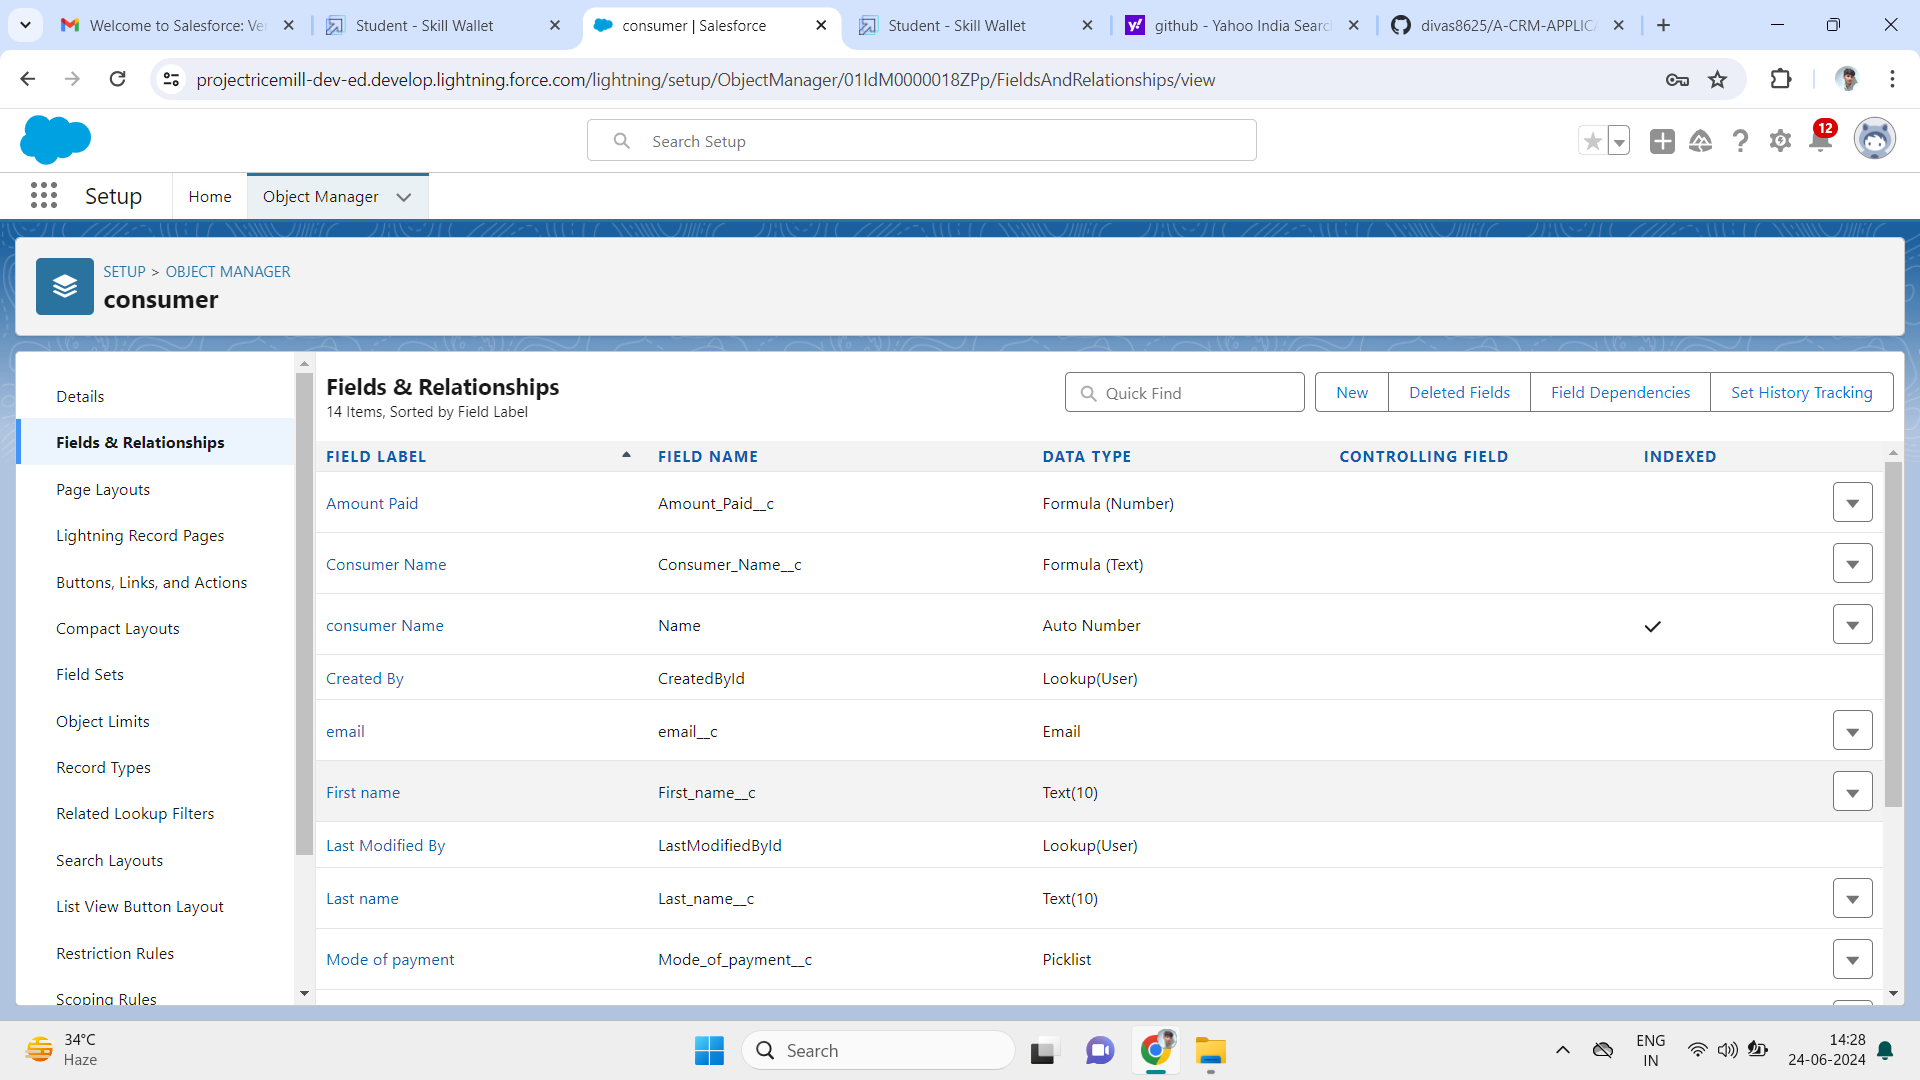 Welcome to Salesforce: Ver
Student - Skill Wallet
consumer | Salesforce
Student - Skill Wallet
github - Yahoo India Searc
divas8625/A-CRM-APPLICA
projectricemill-dev-ed.develop.lightning.force.com/lightning/setup/ObjectManager/01IdM0000018ZPp/FieldsAndRelationships/view
Search Setup
12
Setup
Home
Object Manager
SETUP > OBJECT MANAGER
consumer
Details
Fields & Relationships
Page Layouts
Lightning Record Pages
Buttons, Links, and Actions
Compact Layouts
Field Sets
Object Limits
Record Types
Related Lookup Filters
Search Layouts
List View Button Layout
Restriction Rules
Scoping Rules
Fields & Relationships
14 Items, Sorted by Field Label
Quick Find
New
Deleted Fields
Field Dependencies
Set History Tracking
FIELD LABEL FIELD NAME DATA TYPE CONTROLLING FIELD INDEXED
Amount Paid Amount_Paid__c Formula (Number)
Consumer Name Consumer_Name__c Formula (Text)
consumer Name Name Auto Number
Created By CreatedById Lookup(User)
email email__c Email
First name First_name__c Text(10)
Last Modified By LastModifiedById Lookup(User)
Last name Last_name__c Text(10)
Mode of payment Mode_of_payment__c Picklist
34°C
Haze
Search
ENG
IN
14:28
24-06-2024